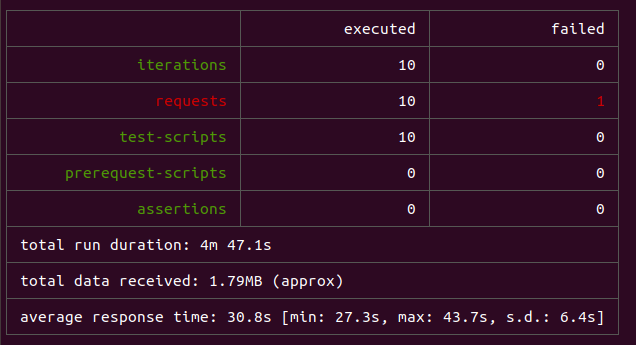 executed failed
iterations 10 0
requests 10 1
test-scripts 10 0
prerequest-scripts 0 0
assertions 0 0
total run duration: 4m 47.1s
total data received: 1.79MB (approx)
average response time: 30.8s [min: 27.3s, max: 43.7s, s.d.: 6.4s]